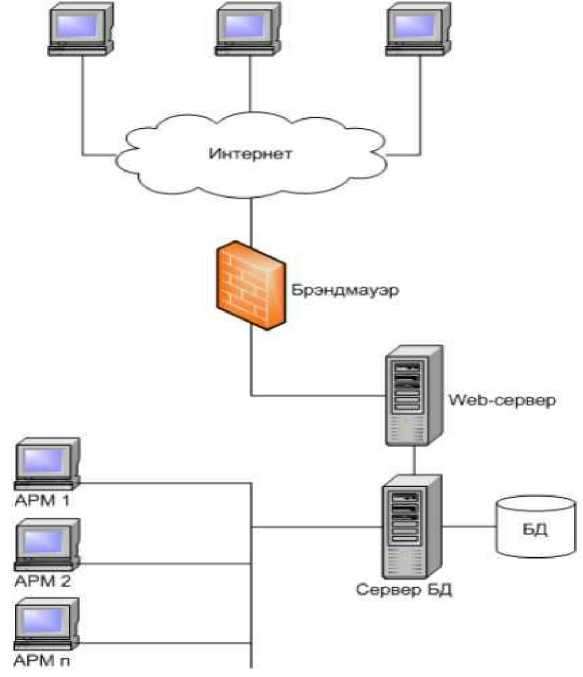 Интернет
Брэндмауэр
Web-сервер
АРМ 1
АРМ 2
АРМ n
Сервер БД
БД